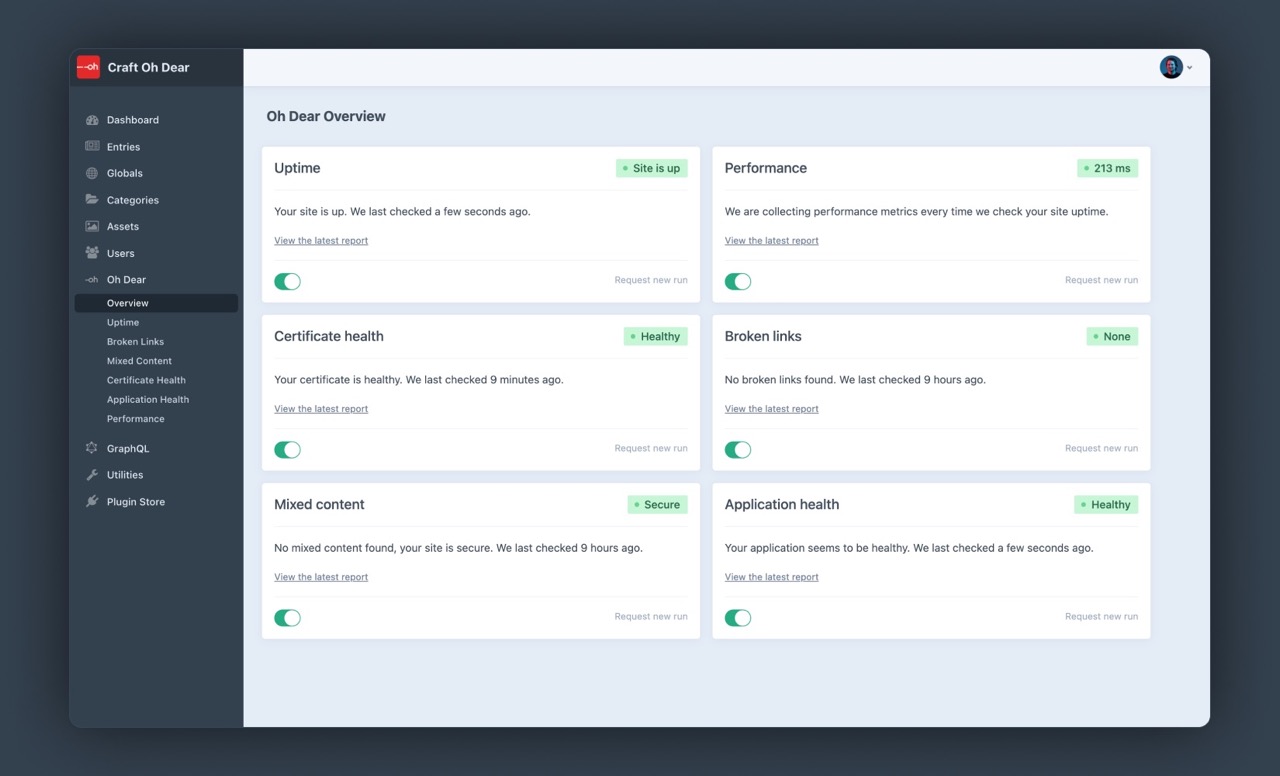 -oh Craft Oh Dear
Dashboard
Entries
Globals
Categories
Assets
Users
-oh Oh Dear
Overview
Uptime
Broken Links
Mixed Content
Certificate Health
Application Health
Performance
GraphQL
Utilities
Plugin Store
Oh Dear Overview
Uptime
Site is up
Your site is up. We last checked a few seconds ago.
View the latest report
Request new run
Performance
213 ms
We are collecting performance metrics every time we check your site uptime.
View the latest report
Request new run
Certificate health
Healthy
Your certificate is healthy. We last checked 9 minutes ago.
View the latest report
Request new run
Broken links
None
No broken links found. We last checked 9 hours ago.
View the latest report
Request new run
Mixed content
Secure
No mixed content found, your site is secure. We last checked 9 hours ago.
View the latest report
Request new run
Application health
Healthy
Your application seems to be healthy. We last checked a few seconds ago.
View the latest report
Request new run